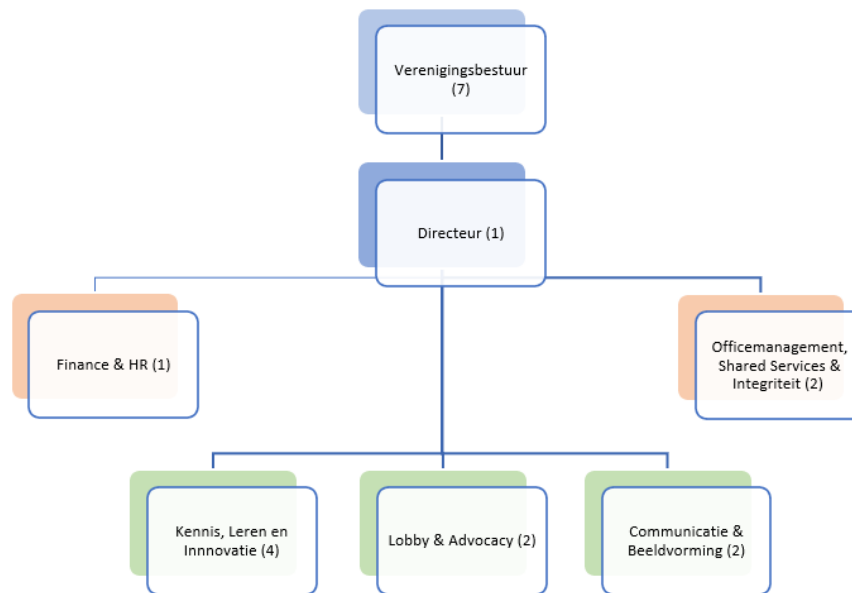 Verenigingsbestuur
(7)
Directeur (1)
Finance & HR (1)
Officemanagement,
Shared Services &
Integriteit (2)
Kennis, Leren en
Innnovatie (4)
Lobby & Advocacy (2)
Communicatie &
Beeldvorming (2)